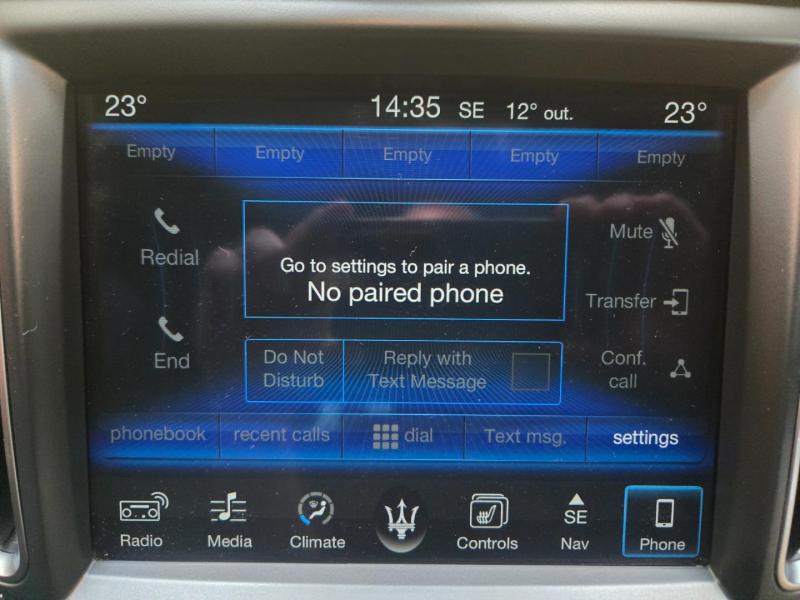 23° 14:35 SE 12° out. 23°
Empty Empty Empty Empty Empty
Redial
Go to settings to pair a phone.
No paired phone
Mute
Transfer
End
Do Not
Disturb
Reply with
Text Message
Conf.
call
phonebook recent calls dial Text msg. settings
SE
Radio Media Climate Controls Nav Phone